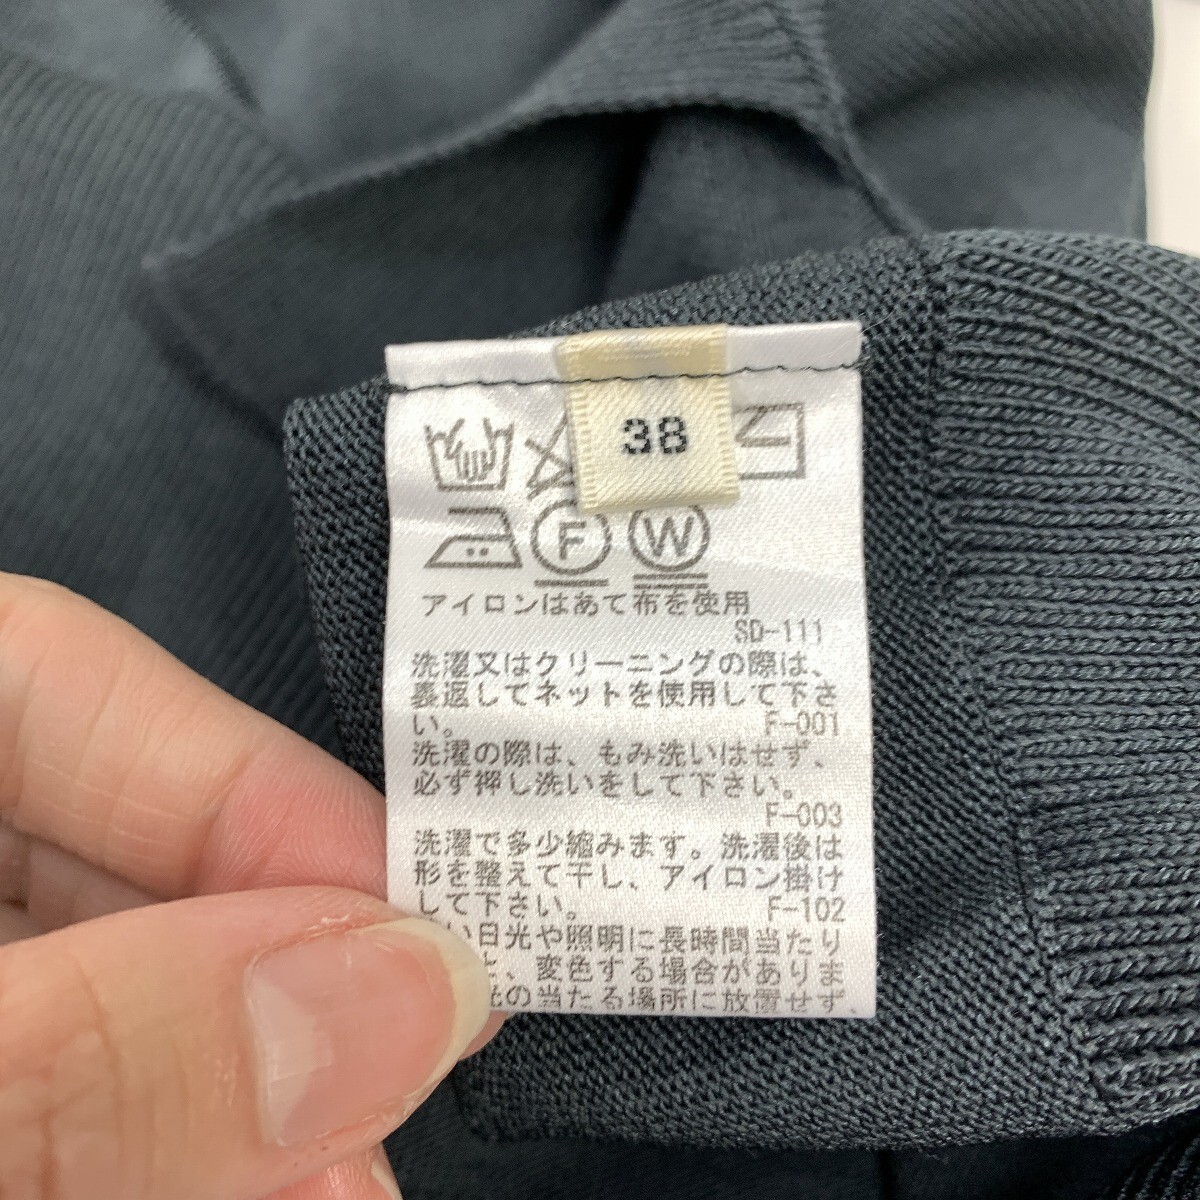 38
F
W
アイロンはあて布を使用
SD-111
洗濯又はクリーニングの際は、
裏返してネットを使用して下さ
い。
F-001
洗濯の際は、もみ洗いはせず、
必ず押し洗いをして下さい。
F-003
洗濯で多少縮みます。洗濯後は
形を整えて干し、アイロン掛け
して下さい。
F-102
い日光や照明に長時間当たり
と、変色する場合がありま
光の当たる場所に放置せず